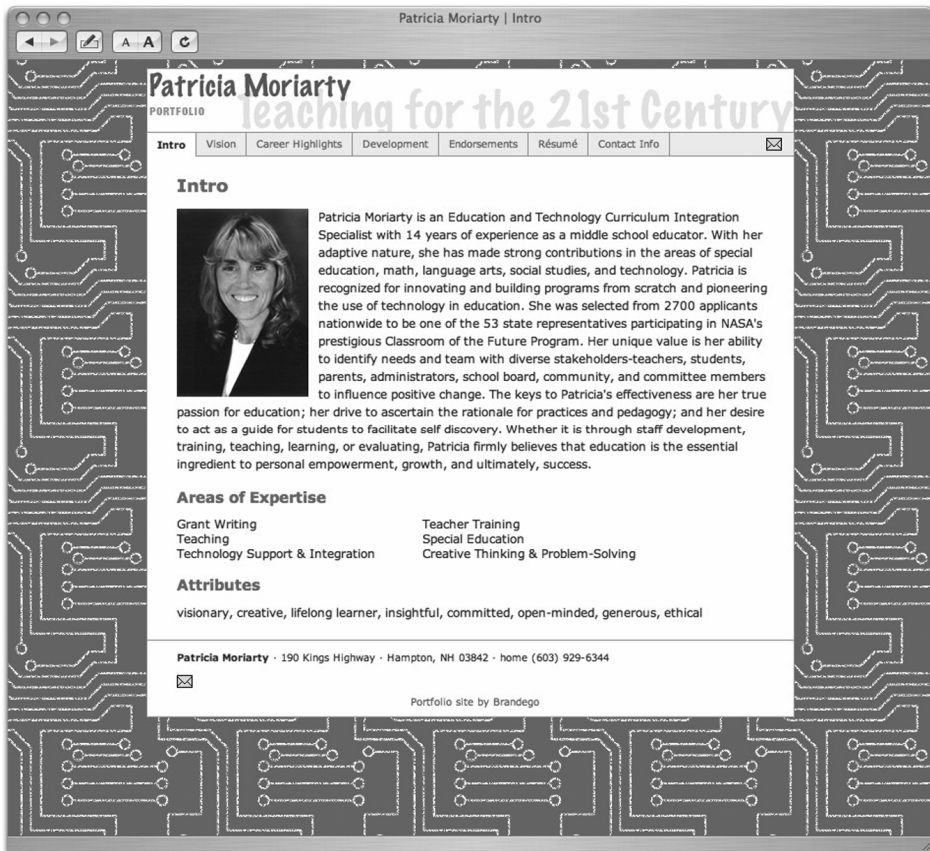 Patricia Moriarty | Intro
A A
Patricia Moriarty
PORTFOLIO
Teaching for the 21st Century
Intro Vision Career Highlights Development Endorsements Résumé Contact Info
Intro
Patricia Moriarty is an Education and Technology Curriculum Integration
Specialist with 14 years of experience as a middle school educator. With her
adaptive nature, she has made strong contributions in the areas of special
education, math, language arts, social studies, and technology. Patricia is
recognized for innovating and building programs from scratch and pioneering
the use of technology in education. She was selected from 2700 applicants
nationwide to be one of the 53 state representatives participating in NASA's
prestigious Classroom of the Future Program. Her unique value is her ability
to identify needs and team with diverse stakeholders-teachers, students,
parents, administrators, school board, community, and committee members
to influence positive change. The keys to Patricia's effectiveness are her true
passion for education; her drive to ascertain the rationale for practices and pedagogy; and her desire
to act as a guide for students to facilitate self discovery. Whether it is through staff development,
training, teaching, learning, or evaluating, Patricia firmly believes that education is the essential
ingredient to personal empowerment, growth, and ultimately, success.
Areas of Expertise
Grant Writing Teacher Training
Teaching Special Education
Technology Support & Integration Creative Thinking & Problem-Solving
Attributes
visionary, creative, lifelong learner, insightful, committed, open-minded, generous, ethical
Patricia Moriarty · 190 Kings Highway · Hampton, NH 03842 · home (603) 929-6344
Portfolio site by Brandego